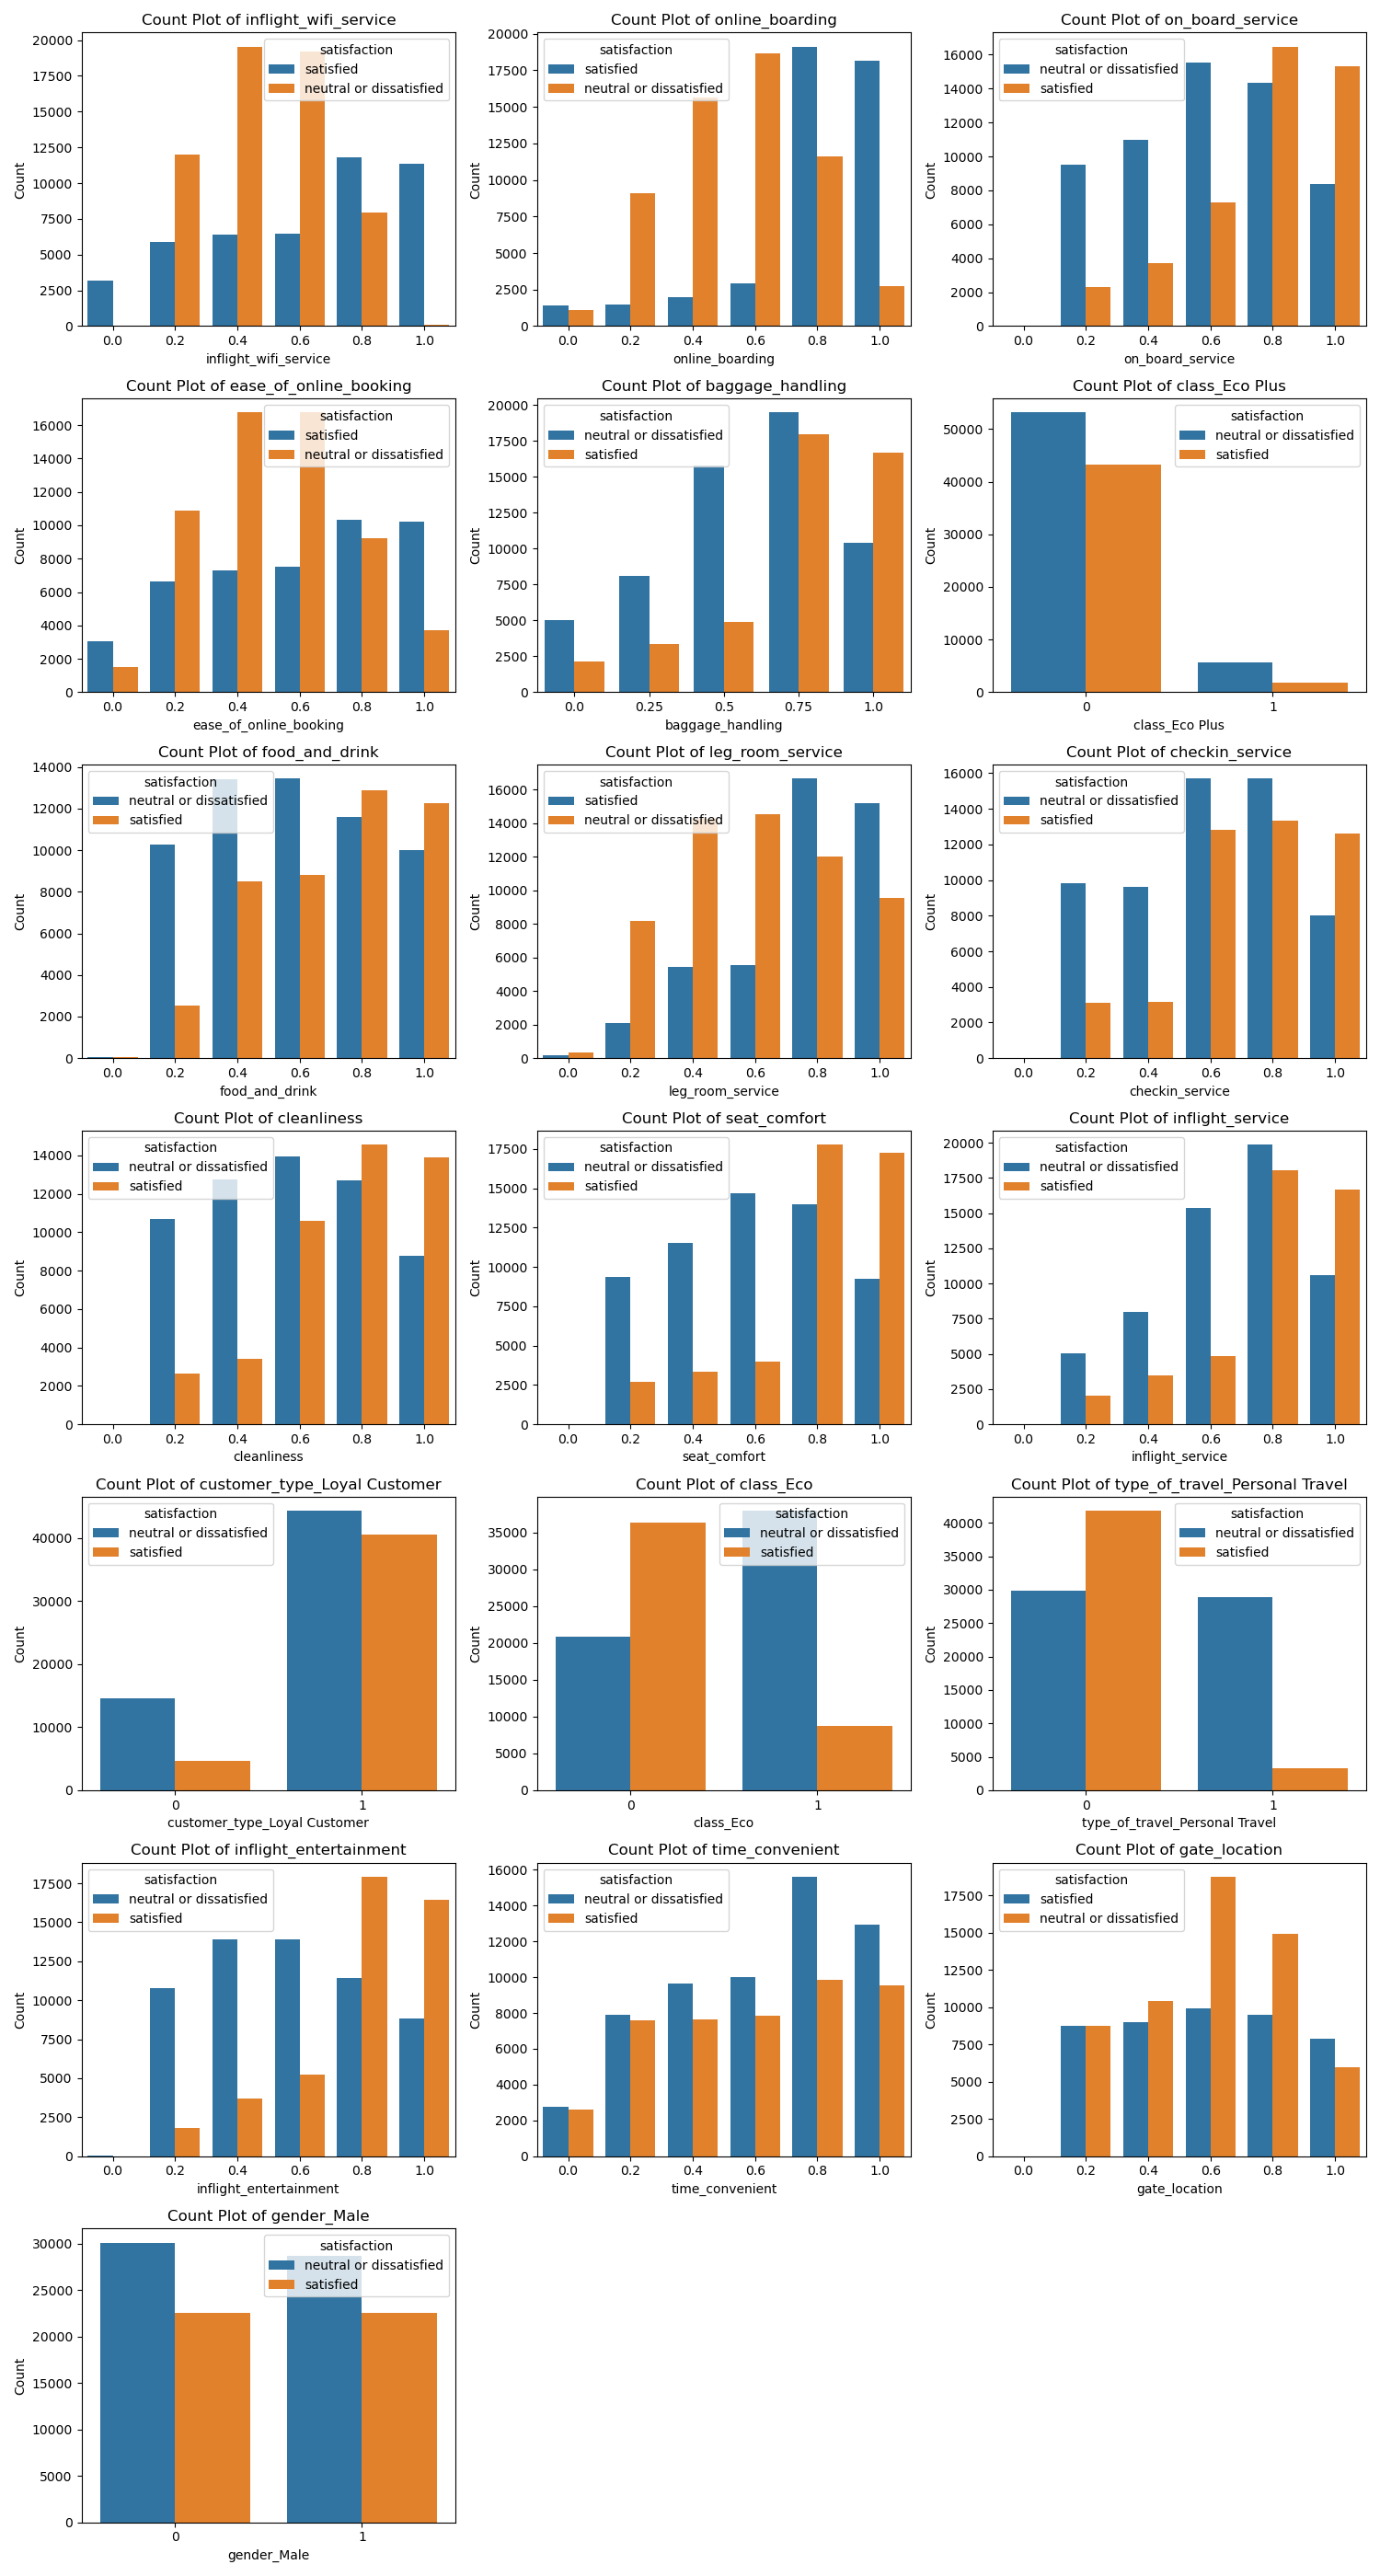 Count Plot of inflight_wifi_service
satisfaction
satisfied
neutral or dissatisfied
Count
20000
17500
15000
12500
10000
7500
5000
2500
0
0.0 0.2 0.4 0.6 0.8 1.0
inflight_wifi_service
Count Plot of online_boarding
satisfaction
satisfied
neutral or dissatisfied
Count
20000
17500
15000
12500
10000
7500
5000
2500
0
0.0 0.2 0.4 0.6 0.8 1.0
online_boarding
Count Plot of on_board_service
satisfaction
neutral or dissatisfied
satisfied
Count
16000
14000
12000
10000
8000
6000
4000
2000
0
0.0 0.2 0.4 0.6 0.8 1.0
on_board_service
Count Plot of ease_of_online_booking
satisfaction
satisfied
neutral or dissatisfied
Count
16000
14000
12000
10000
8000
6000
4000
2000
0
0.0 0.2 0.4 0.6 0.8 1.0
ease_of_online_booking
Count Plot of baggage_handling
satisfaction
neutral or dissatisfied
satisfied
Count
20000
17500
15000
12500
10000
7500
5000
2500
0
0.0 0.25 0.5 0.75 1.0
baggage_handling
Count Plot of class_Eco Plus
satisfaction
neutral or dissatisfied
satisfied
Count
50000
40000
30000
20000
10000
0
0 1
class_Eco Plus
Count Plot of food_and_drink
satisfaction
neutral or dissatisfied
satisfied
Count
14000
12000
10000
8000
6000
4000
2000
0
0.0 0.2 0.4 0.6 0.8 1.0
food_and_drink
Count Plot of leg_room_service
satisfaction
satisfied
neutral or dissatisfied
Count
16000
14000
12000
10000
8000
6000
4000
2000
0
0.0 0.2 0.4 0.6 0.8 1.0
leg_room_service
Count Plot of checkin_service
satisfaction
neutral or dissatisfied
satisfied
Count
16000
14000
12000
10000
8000
6000
4000
2000
0
0.0 0.2 0.4 0.6 0.8 1.0
checkin_service
Count Plot of cleanliness
satisfaction
neutral or dissatisfied
satisfied
Count
14000
12000
10000
8000
6000
4000
2000
0
0.0 0.2 0.4 0.6 0.8 1.0
cleanliness
Count Plot of seat_comfort
satisfaction
neutral or dissatisfied
satisfied
Count
17500
15000
12500
10000
7500
5000
2500
0
0.0 0.2 0.4 0.6 0.8 1.0
seat_comfort
Count Plot of inflight_service
satisfaction
neutral or dissatisfied
satisfied
Count
20000
17500
15000
12500
10000
7500
5000
2500
0
0.0 0.2 0.4 0.6 0.8 1.0
inflight_service
Count Plot of customer_type_Loyal Customer
satisfaction
neutral or dissatisfied
satisfied
Count
40000
30000
20000
10000
0
0 1
customer_type_Loyal Customer
Count Plot of class_Eco
satisfaction
neutral or dissatisfied
satisfied
Count
35000
30000
25000
20000
15000
10000
5000
0
0 1
class_Eco
Count Plot of type_of_travel_Personal Travel
satisfaction
neutral or dissatisfied
satisfied
Count
40000
35000
30000
25000
20000
15000
10000
5000
0
0 1
type_of_travel_Personal Travel
Count Plot of inflight_entertainment
satisfaction
neutral or dissatisfied
satisfied
Count
17500
15000
12500
10000
7500
5000
2500
0
0.0 0.2 0.4 0.6 0.8 1.0
inflight_entertainment
Count Plot of time_convenient
satisfaction
neutral or dissatisfied
satisfied
Count
16000
14000
12000
10000
8000
6000
4000
2000
0
0.0 0.2 0.4 0.6 0.8 1.0
time_convenient
Count Plot of gate_location
satisfaction
satisfied
neutral or dissatisfied
Count
17500
15000
12500
10000
7500
5000
2500
0
0.0 0.2 0.4 0.6 0.8 1.0
gate_location
Count Plot of gender_Male
satisfaction
neutral or dissatisfied
satisfied
Count
30000
25000
20000
15000
10000
5000
0
0 1
gender_Male